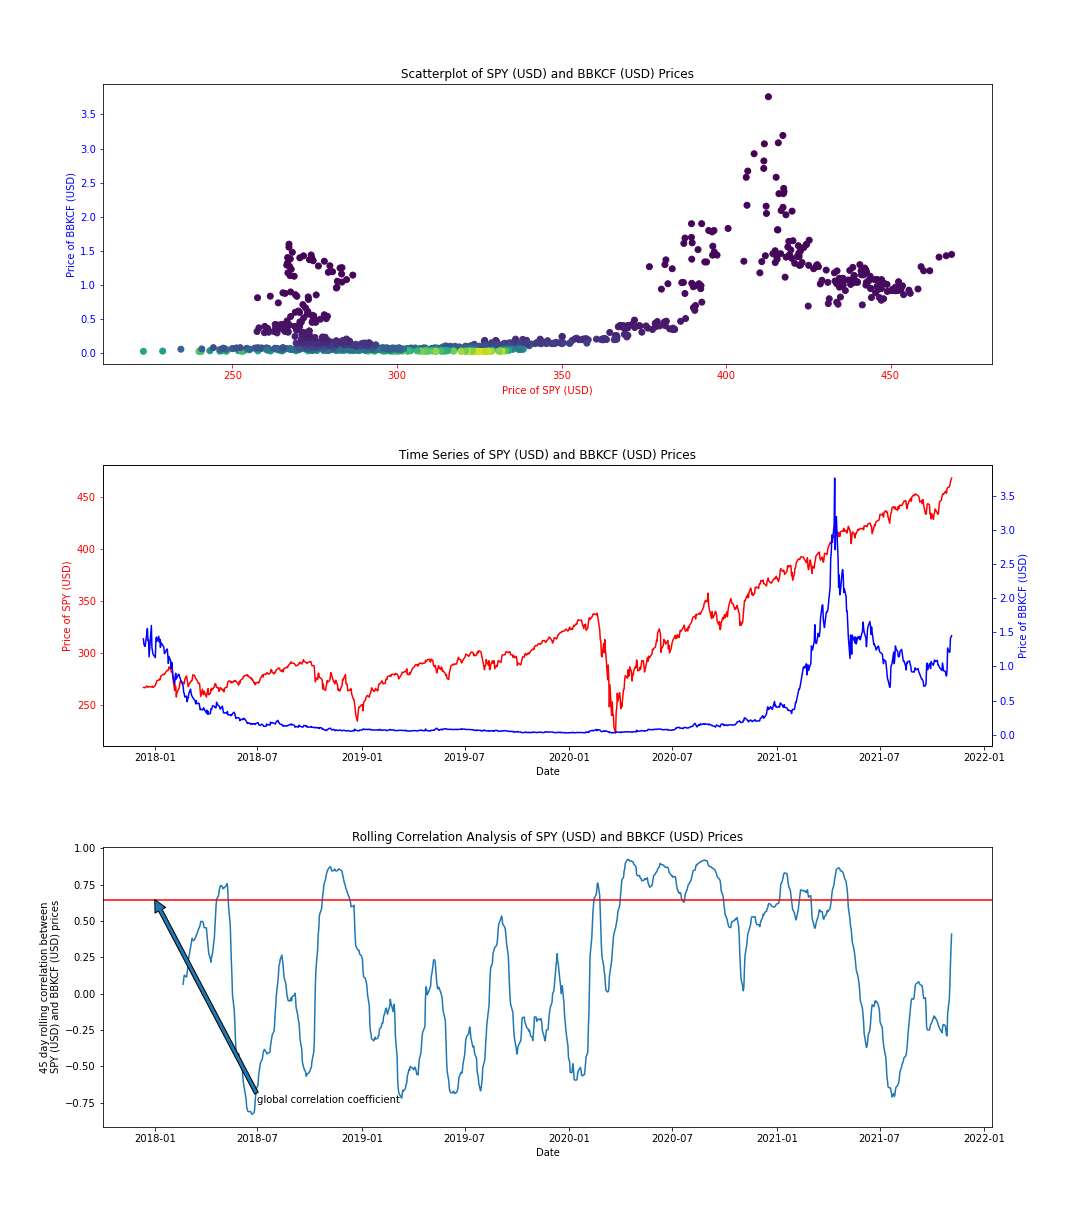 Scatterplot of SPY (USD) and BBKCF (USD) Prices
Price of BBKCF (USD)
3.5
3.0
2.5
2.0
1.5
1.0
0.5
0.0
250 300 350 400 450
Price of SPY (USD)
Time Series of SPY (USD) and BBKCF (USD) Prices
Price of SPY (USD)
450
400
350
300
250
3.5
3.0
2.5
2.0
1.5
1.0
0.5
0.0
Price of BBKCF (USD)
2018-01 2018-07 2019-01 2019-07 2020-01 2020-07 2021-01 2021-07 2022-01
Date
Rolling Correlation Analysis of SPY (USD) and BBKCF (USD) Prices
45 day rolling correlation between
SPY (USD) and BBKCF (USD) prices
1.00
0.75
0.50
0.25
0.00
−0.25
−0.50
−0.75
global correlation coefficient
2018-01 2018-07 2019-01 2019-07 2020-01 2020-07 2021-01 2021-07 2022-01
Date